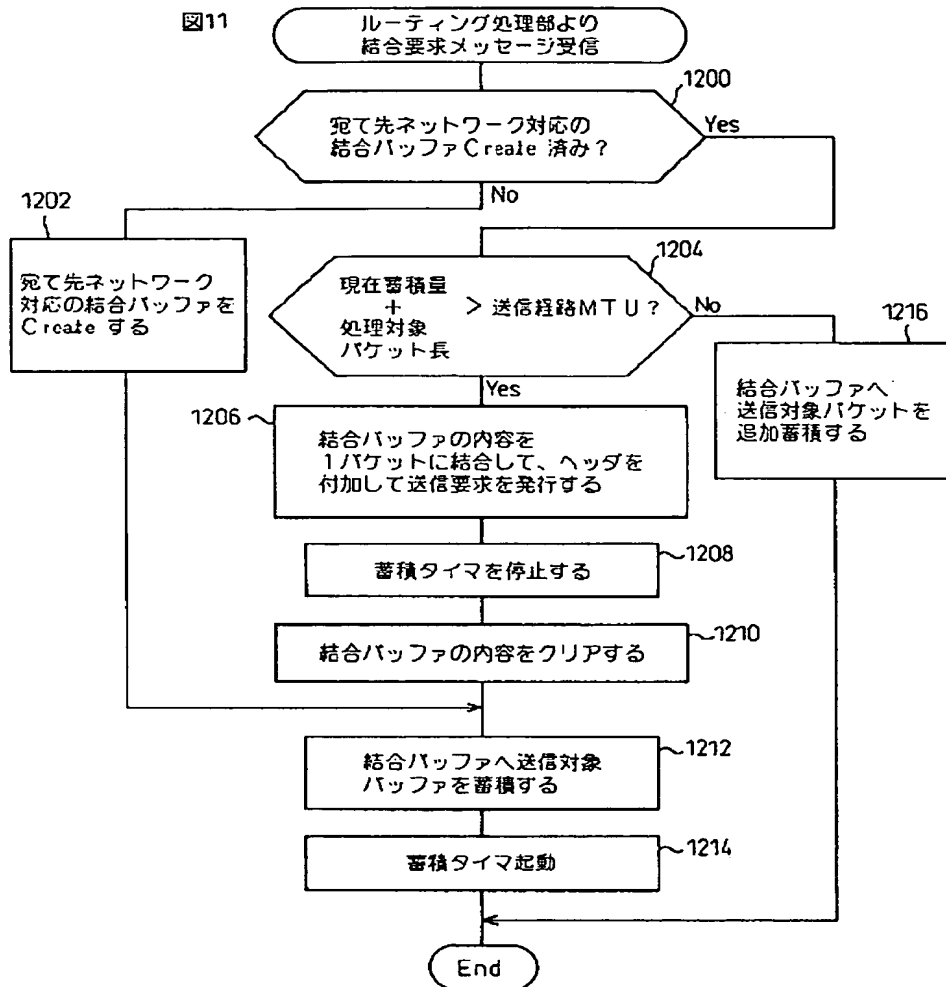 図11
ルーティング処理部より
結合要求メッセージ受信
1200
宛て先ネットワーク対応の
結合バッファCreate 済み?
Yes
No
1202
宛て先ネットワーク
対応の結合バッファを
Create する
1204
現在蓄積量
+
処理対象
パケット長
> 送信経路MTU?
No
Yes
1216
結合バッファへ
送信対象パケットを
追加蓄積する
1206
結合バッファの内容を
1パケットに結合して、ヘッダを
付加して送信要求を発行する
1208
蓄積タイマを停止する
1210
結合バッファの内容をクリアする
1212
結合バッファへ送信対象
バッファを蓄積する
1214
蓄積タイマ起動
End